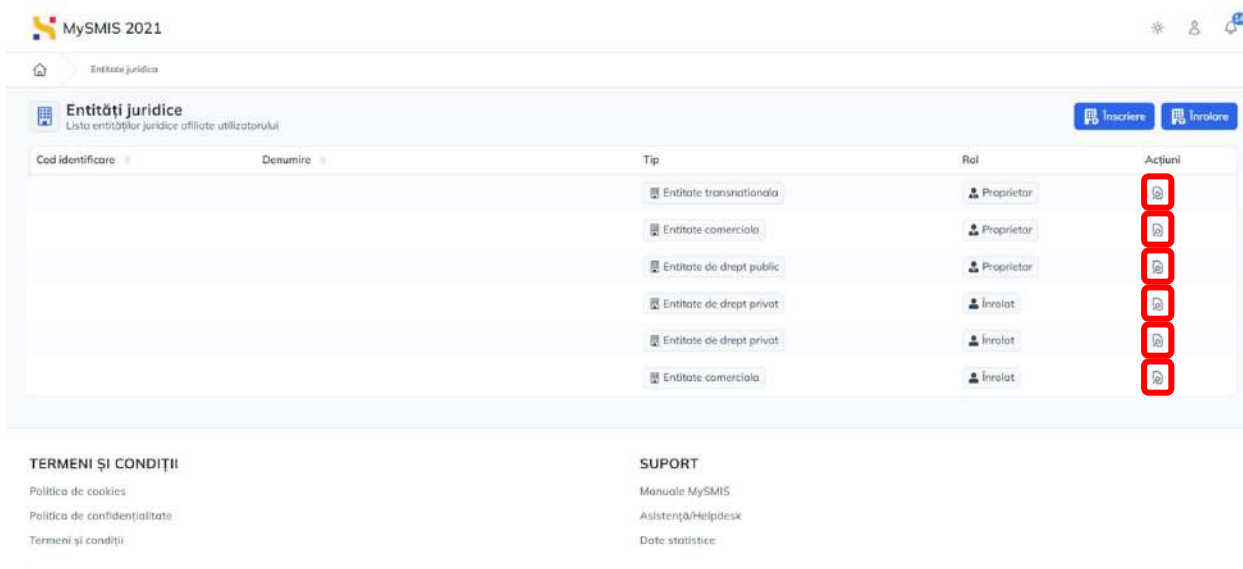 MySMIS 2021
Entitate juridica
Entități juridice
Lista entităților juridice afiliate utilizatorului
Înscriere
Înrolare
Cod identificare Denumire Tip Rol Acțiuni
Entitate transnationala Proprietar
Entitate comerciala Proprietar
Entitate de drept public Proprietar
Entitate de drept privat Înrolat
Entitate de drept privat Înrolat
Entitate comerciala Înrolat
TERMENI ȘI CONDIȚII SUPORT
Politica de cookies Manuale MySMIS
Politica de confidențialitate Asistență/Helpdesk
Termeni și condiții Date statistice